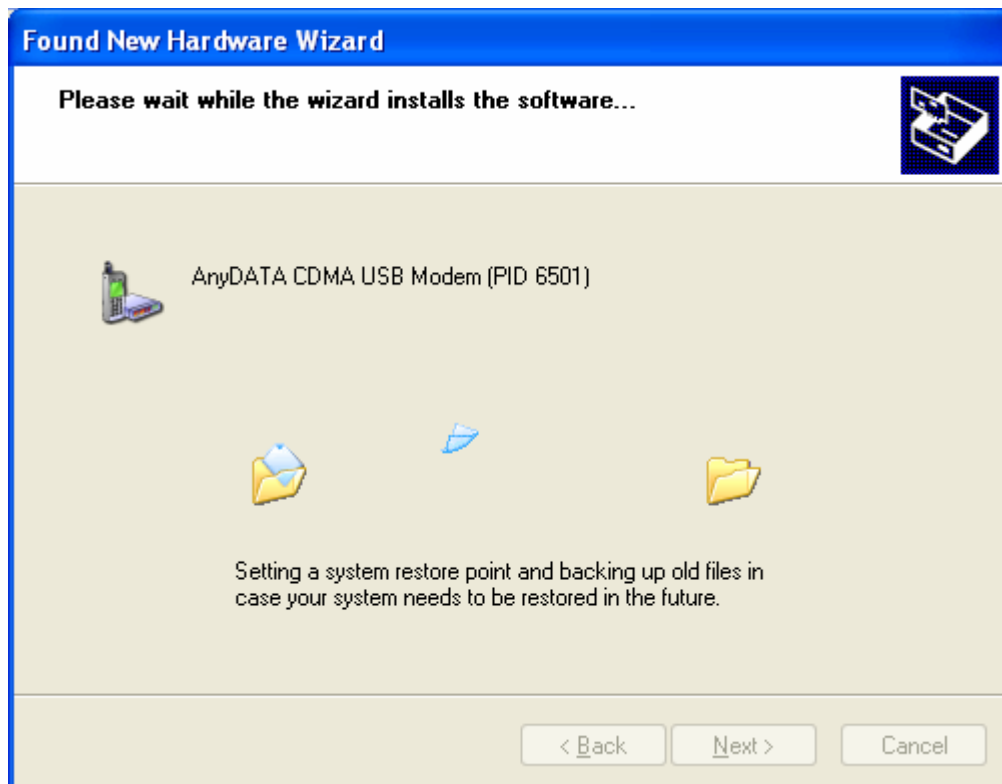 Found New Hardware Wizard
Please wait while the wizard installs the software...
AnyDATA CDMA USB Modem (PID 6501)
Setting a system restore point and backing up old files in
case your system needs to be restored in the future.
< Back
Next >
Cancel